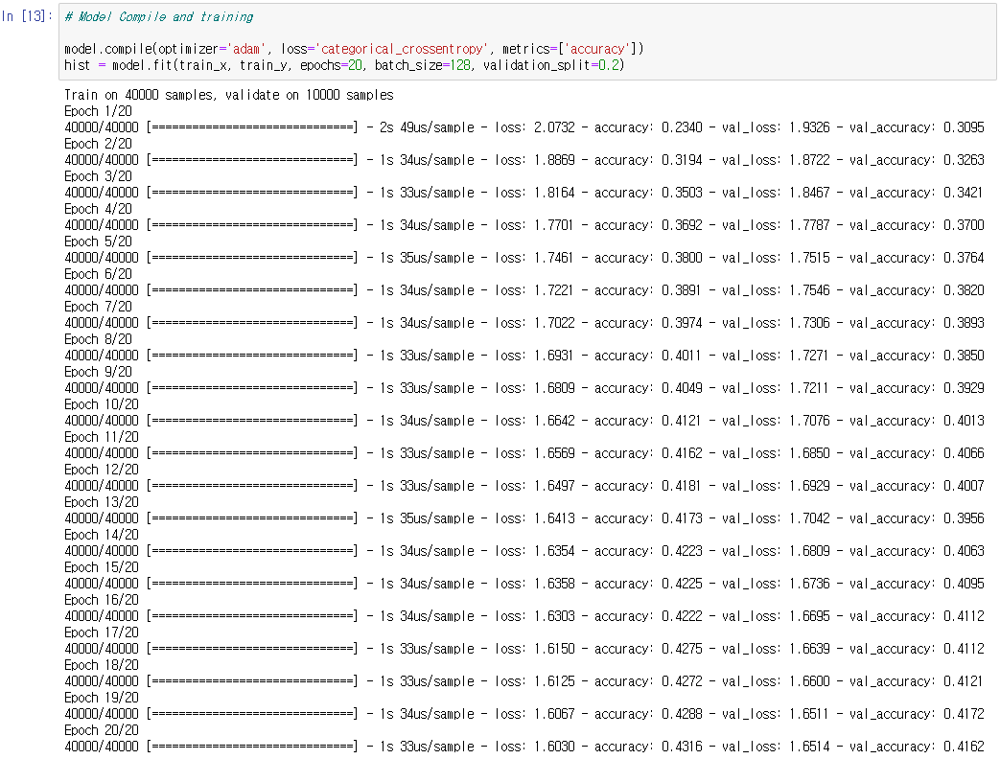 In [13]: # Model Compile and training
model.compile(optimizer='adam', loss='categorical_crossentropy', metrics=['accuracy'])
hist = model.fit(train_x, train_y, epochs=20, batch_size=128, validation_split=0.2)
Train on 40000 samples, validate on 10000 samples
Epoch 1/20
40000/40000 [==============================] - 2s 49us/sample - loss: 2.0732 - accuracy: 0.2340 - val_loss: 1.9326 - val_accuracy: 0.3095
Epoch 2/20
40000/40000 [==============================] - 1s 34us/sample - loss: 1.8869 - accuracy: 0.3194 - val_loss: 1.8722 - val_accuracy: 0.3263
Epoch 3/20
40000/40000 [==============================] - 1s 33us/sample - loss: 1.8164 - accuracy: 0.3503 - val_loss: 1.8467 - val_accuracy: 0.3421
Epoch 4/20
40000/40000 [==============================] - 1s 34us/sample - loss: 1.7701 - accuracy: 0.3692 - val_loss: 1.7787 - val_accuracy: 0.3700
Epoch 5/20
40000/40000 [==============================] - 1s 35us/sample - loss: 1.7461 - accuracy: 0.3800 - val_loss: 1.7515 - val_accuracy: 0.3764
Epoch 6/20
40000/40000 [==============================] - 1s 34us/sample - loss: 1.7221 - accuracy: 0.3891 - val_loss: 1.7546 - val_accuracy: 0.3820
Epoch 7/20
40000/40000 [==============================] - 1s 34us/sample - loss: 1.7022 - accuracy: 0.3974 - val_loss: 1.7306 - val_accuracy: 0.3893
Epoch 8/20
40000/40000 [==============================] - 1s 33us/sample - loss: 1.6931 - accuracy: 0.4011 - val_loss: 1.7271 - val_accuracy: 0.3850
Epoch 9/20
40000/40000 [==============================] - 1s 33us/sample - loss: 1.6809 - accuracy: 0.4049 - val_loss: 1.7211 - val_accuracy: 0.3929
Epoch 10/20
40000/40000 [==============================] - 1s 34us/sample - loss: 1.6642 - accuracy: 0.4121 - val_loss: 1.7076 - val_accuracy: 0.4013
Epoch 11/20
40000/40000 [==============================] - 1s 33us/sample - loss: 1.6569 - accuracy: 0.4162 - val_loss: 1.6850 - val_accuracy: 0.4066
Epoch 12/20
40000/40000 [==============================] - 1s 33us/sample - loss: 1.6497 - accuracy: 0.4181 - val_loss: 1.6929 - val_accuracy: 0.4007
Epoch 13/20
40000/40000 [==============================] - 1s 35us/sample - loss: 1.6413 - accuracy: 0.4173 - val_loss: 1.7042 - val_accuracy: 0.3956
Epoch 14/20
40000/40000 [==============================] - 1s 34us/sample - loss: 1.6354 - accuracy: 0.4223 - val_loss: 1.6809 - val_accuracy: 0.4063
Epoch 15/20
40000/40000 [==============================] - 1s 34us/sample - loss: 1.6358 - accuracy: 0.4225 - val_loss: 1.6736 - val_accuracy: 0.4095
Epoch 16/20
40000/40000 [==============================] - 1s 34us/sample - loss: 1.6303 - accuracy: 0.4222 - val_loss: 1.6695 - val_accuracy: 0.4112
Epoch 17/20
40000/40000 [==============================] - 1s 33us/sample - loss: 1.6150 - accuracy: 0.4275 - val_loss: 1.6639 - val_accuracy: 0.4112
Epoch 18/20
40000/40000 [==============================] - 1s 33us/sample - loss: 1.6125 - accuracy: 0.4272 - val_loss: 1.6600 - val_accuracy: 0.4121
Epoch 19/20
40000/40000 [==============================] - 1s 34us/sample - loss: 1.6067 - accuracy: 0.4288 - val_loss: 1.6511 - val_accuracy: 0.4172
Epoch 20/20
40000/40000 [==============================] - 1s 33us/sample - loss: 1.6030 - accuracy: 0.4316 - val_loss: 1.6514 - val_accuracy: 0.4162